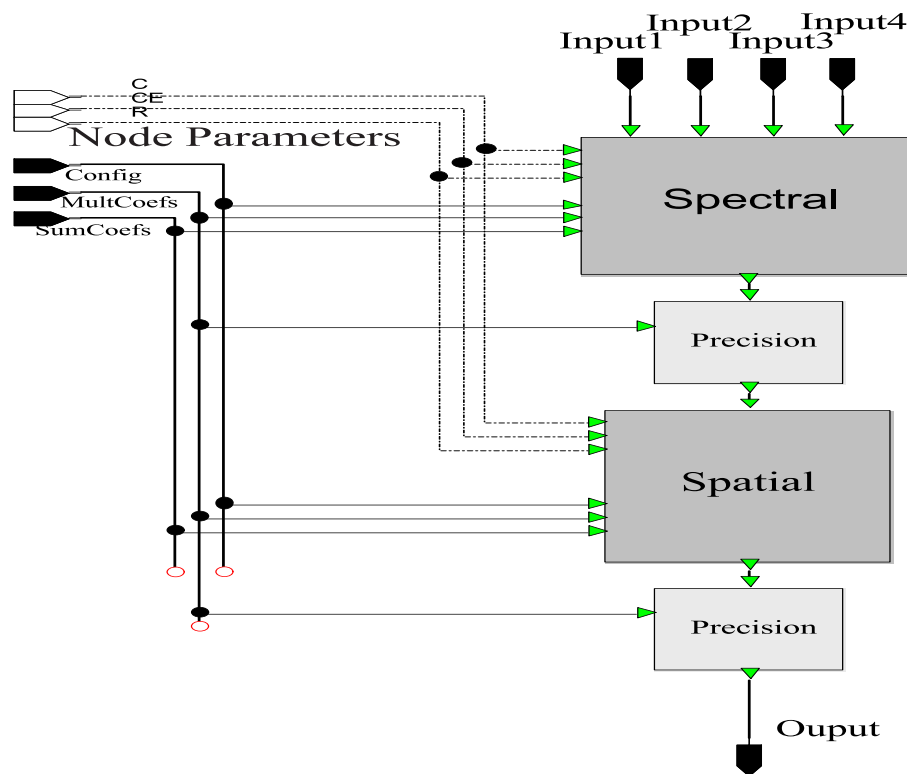 Input1
Input2
Input3
Input4
C
CE
R
Node Parameters
Config
MultCoefs
SumCoefs
Spectral
Precision
Spatial
Precision
Ouput